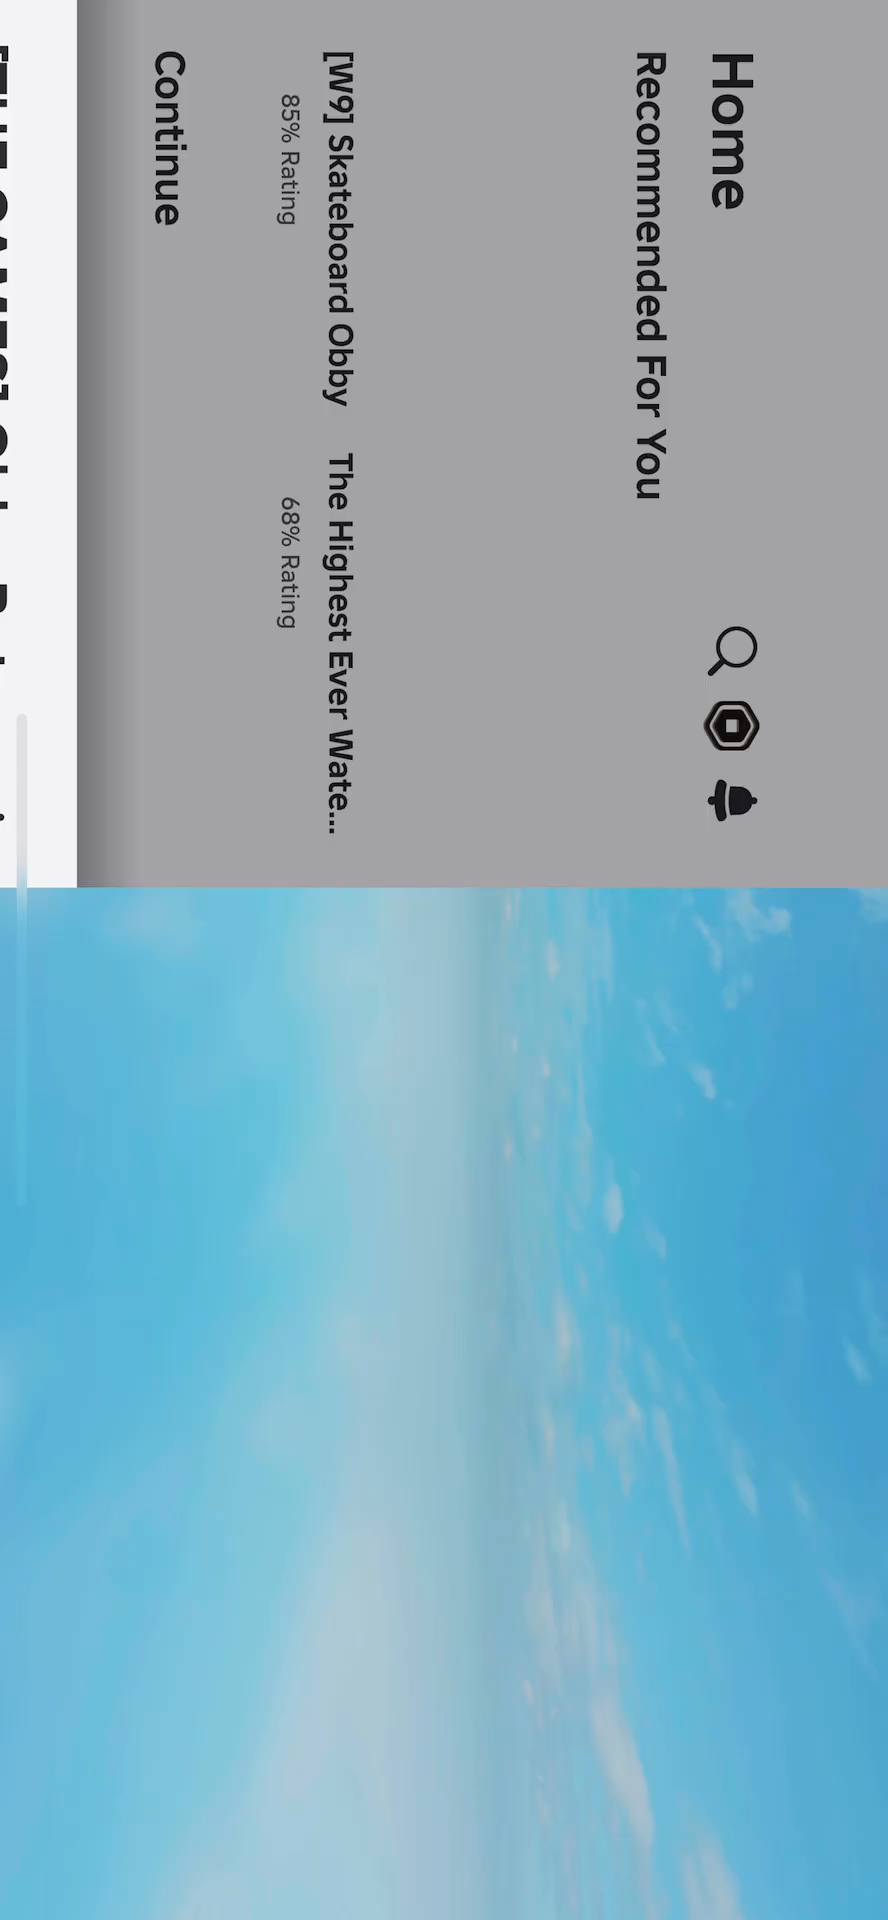 Home
Recommended For You
[W9] Skateboard Obby
The Highest Ever Wate...
85% Rating
68% Rating
Continue